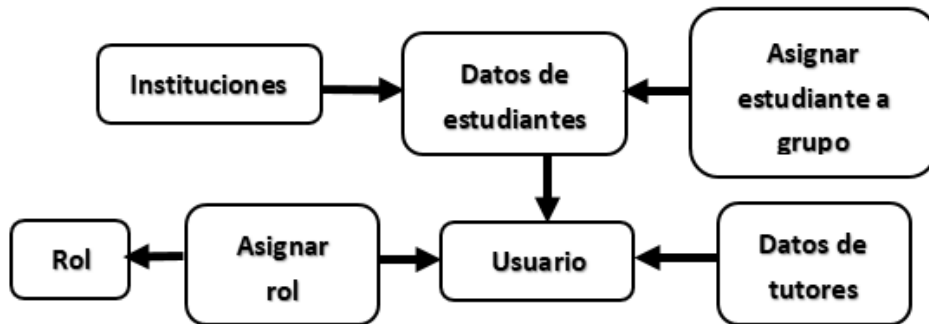 Instituciones
Datos de
estudiantes
Asignar
estudiante a
grupo
Rol
Asignar
rol
Usuario
Datos de
tutores